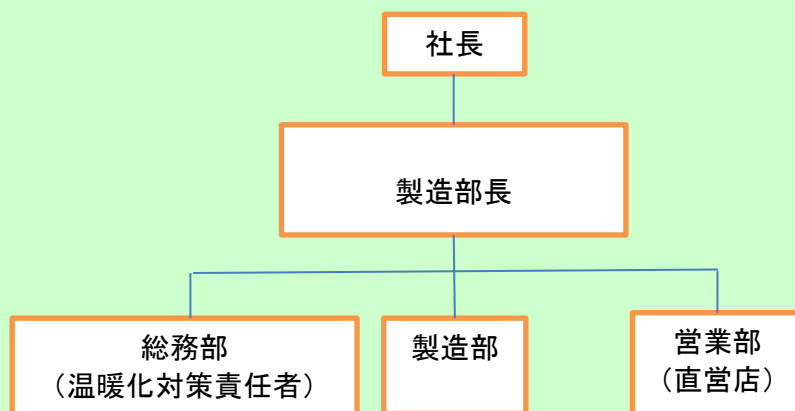 社長
製造部長
総務部
（温暖化対策責任者）
製造部
営業部
（直営店）